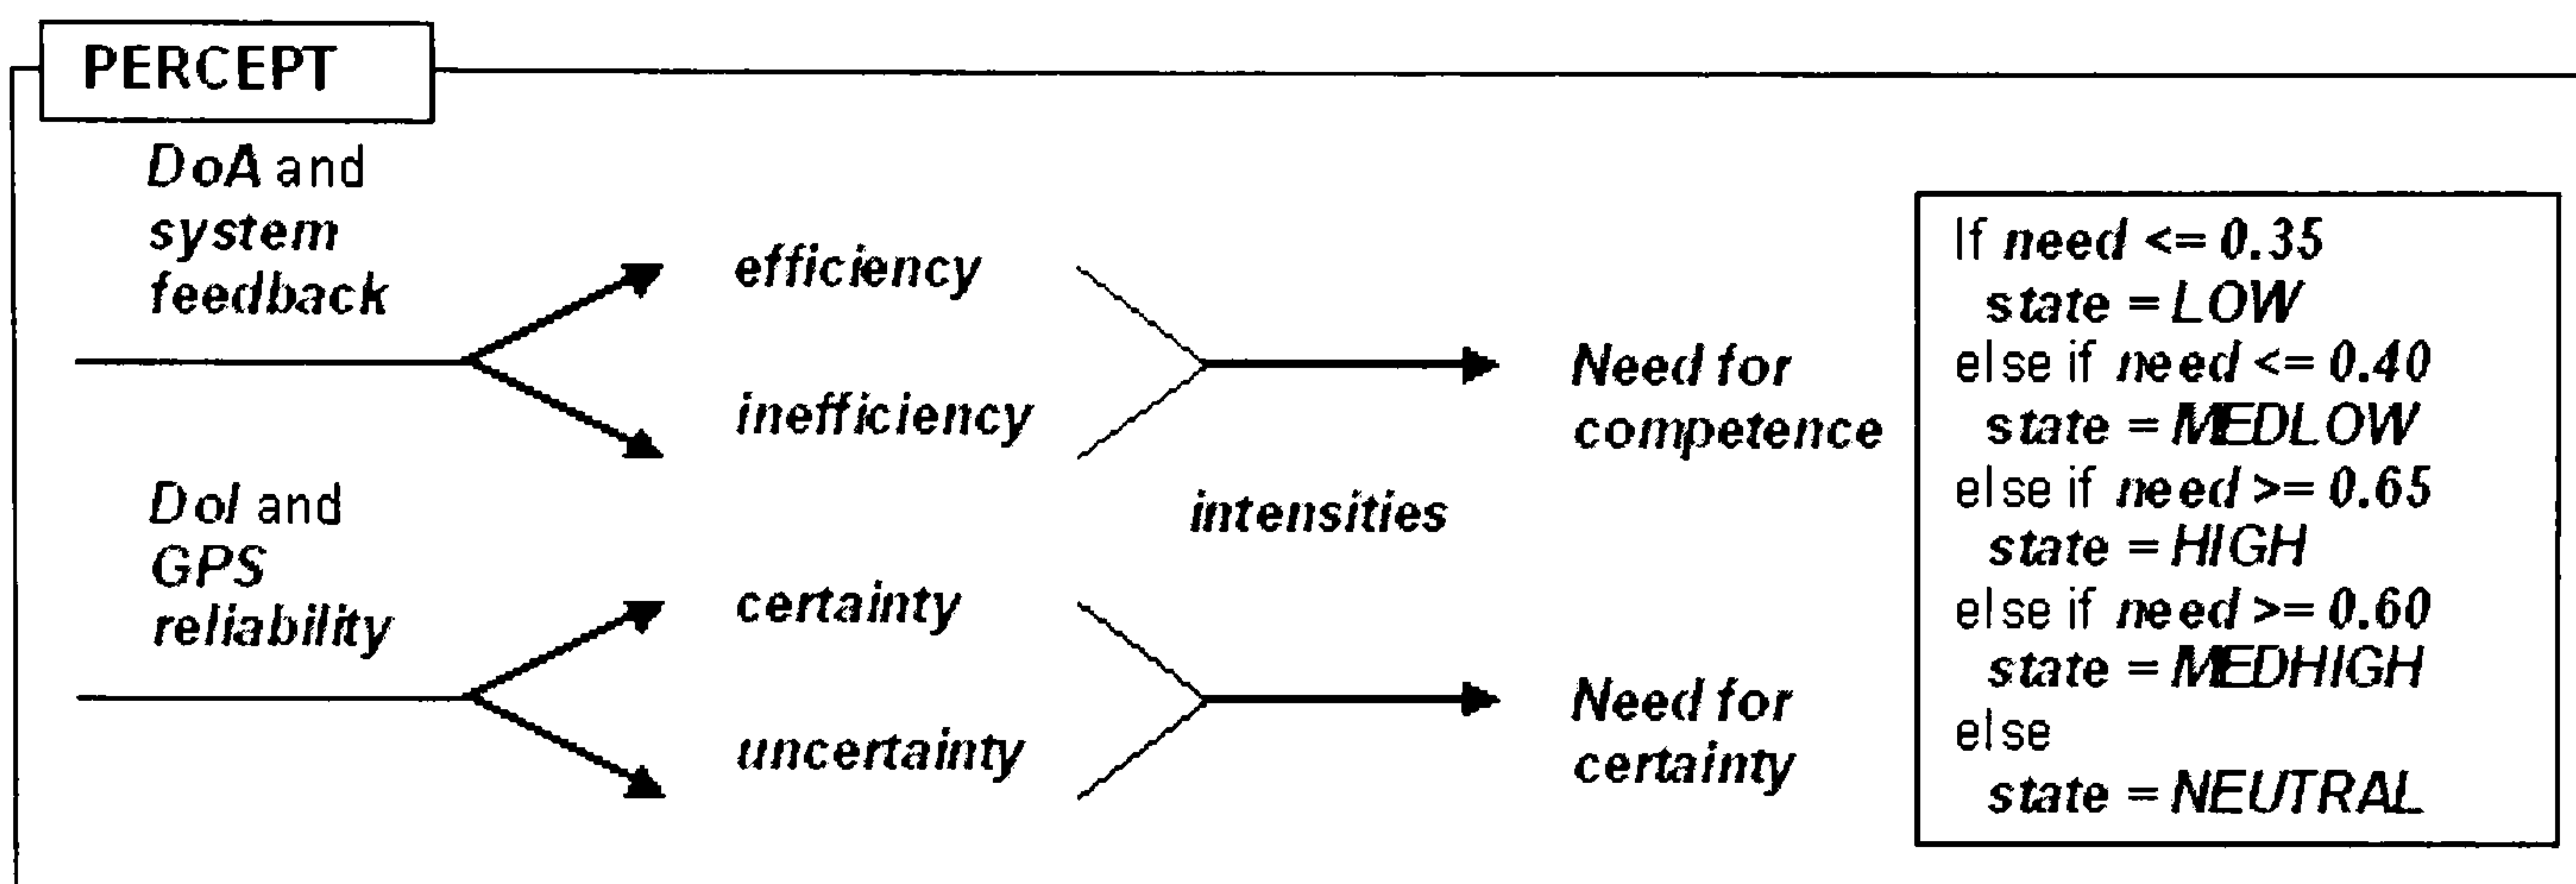 PERCEPT
DoA and
system
feedback
efficiency
inefficiency
Need for
competence
DoI and
GPS
reliability
intensities
certainty
uncertainty
Need for
certainty
If need <= 0.35
state = LOW
else if need <= 0.40
state = MEDLOW
else if need >= 0.65
state = HIGH
else if need >= 0.60
state = MEDHIGH
else
state = NEUTRAL